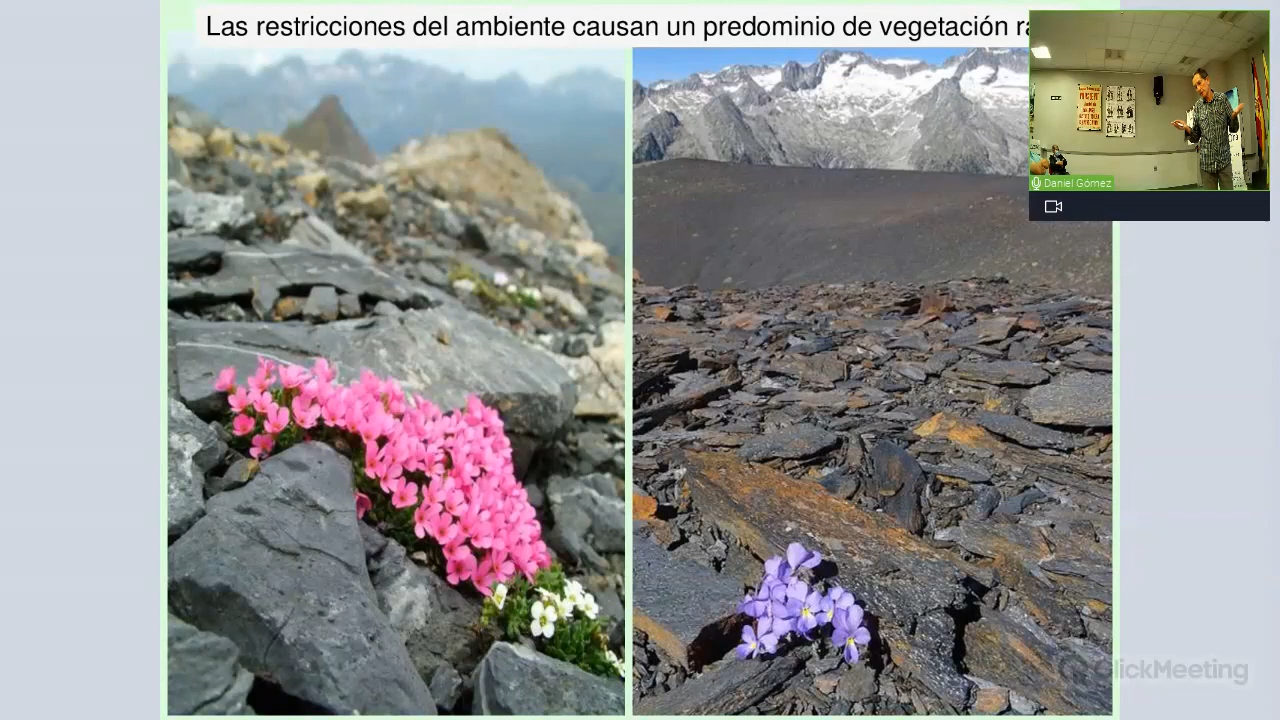 Las restricciones del ambiente causan un predominio de vegetación
Daniel Gómez
ClickMeeting